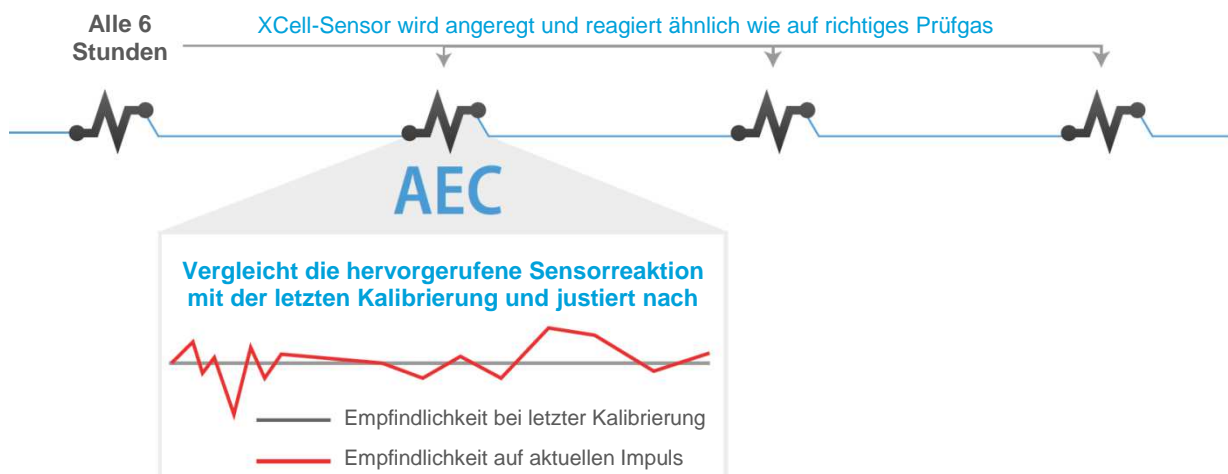 Alle 6
Stunden
XCell-Sensor wird angeregt und reagiert ähnlich wie auf richtiges Prüfgas
AEC
Vergleicht die hervorgerufene Sensorreaktion
mit der letzten Kalibrierung und justiert nach
Empfindlichkeit bei letzter Kalibrierung
Empfindlichkeit auf aktuellen Impuls